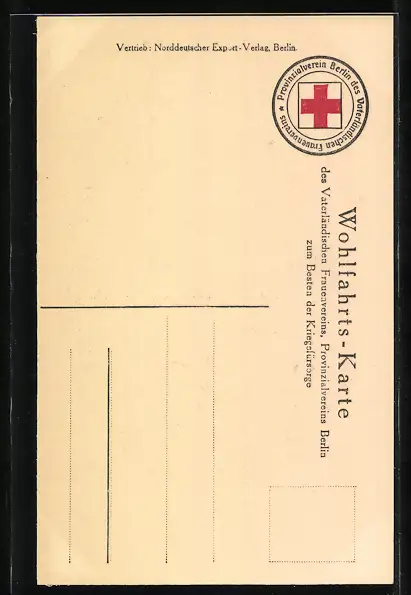 Vertrieb: Norddeutscher Export-Verlag, Berlin.
Provinzialverein Berlin des Vaterländischen Frauenvereins *
Wohlfahrts-Karte
des Vaterländischen Frauenvereins, Provinzialvereins Berlin
zum Besten der Kriegsfürsorge